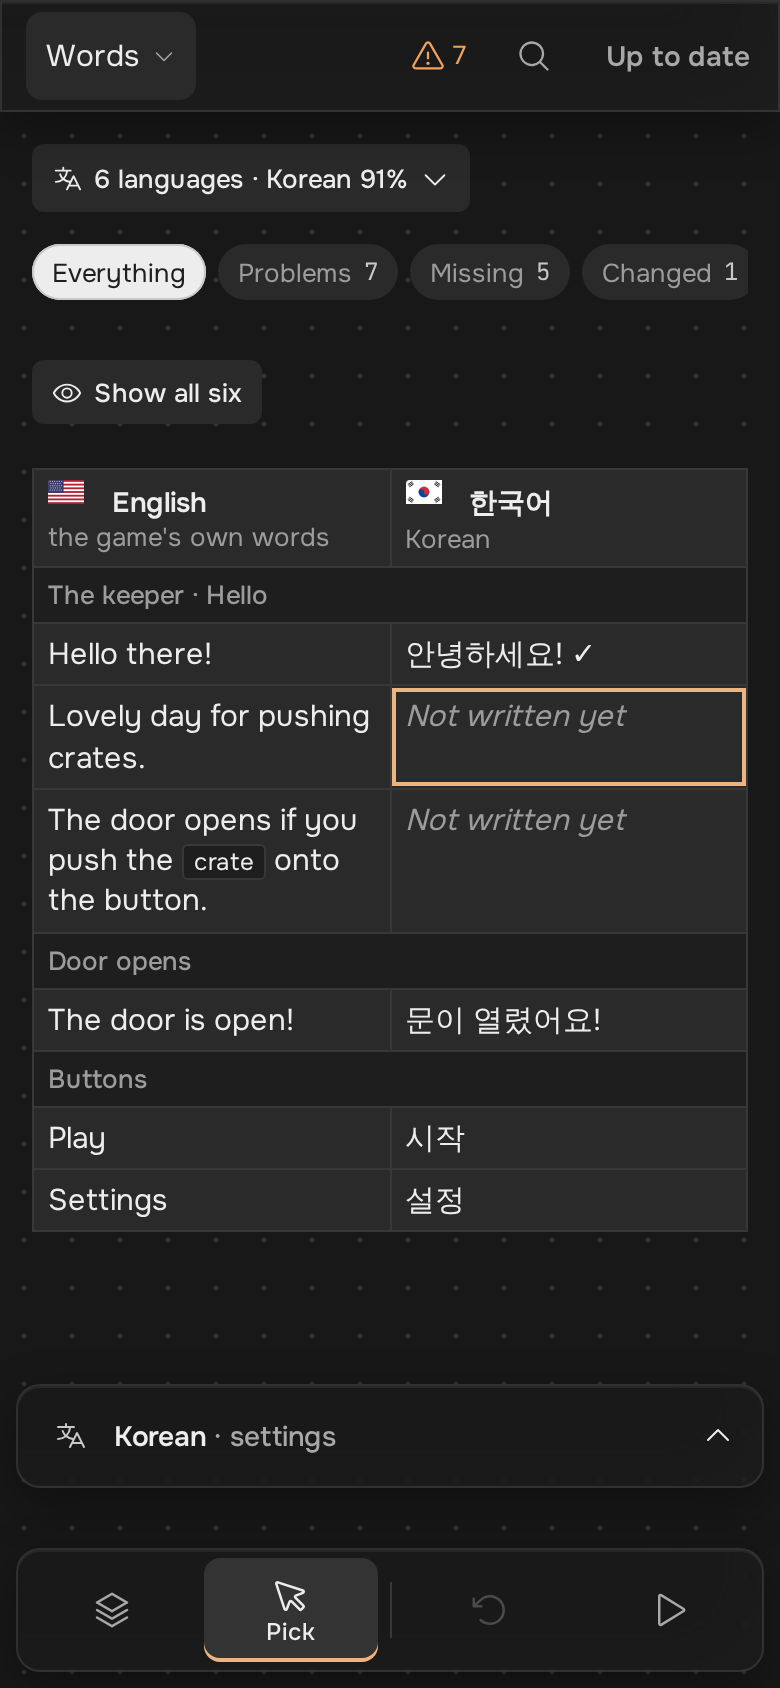 Words
7
Up to date
6 languages · Korean 91%
Everything
Problems 7
Missing 5
Changed 1
Show all six
English
the game's own words
한국어
Korean
The keeper · Hello
Hello there!
안녕하세요! ✓
Lovely day for pushing
crates.
Not written yet
The door opens if you
push the crate onto
the button.
Not written yet
Door opens
The door is open!
문이 열렸어요!
Buttons
Play
시작
Settings
설정
Korean · settings
Pick